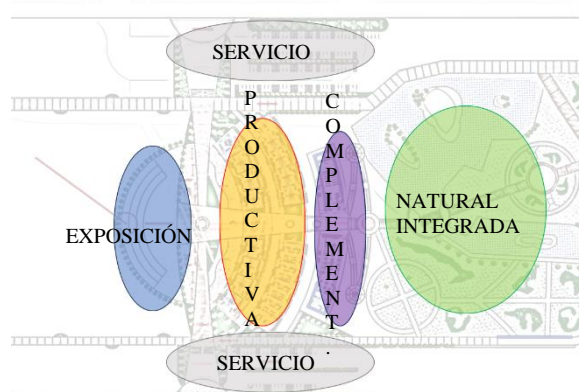 SERVICIO
PRODUCTIVA
COMPLEMENT.
EXPOSICIÓN
NATURAL
INTEGRADA
SERVICIO